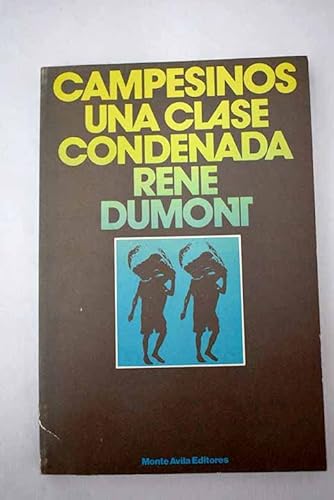 CAMPESINOS
UNA CLASE
CONDENADA
RENE
DUMONT
Monte Avila Editores